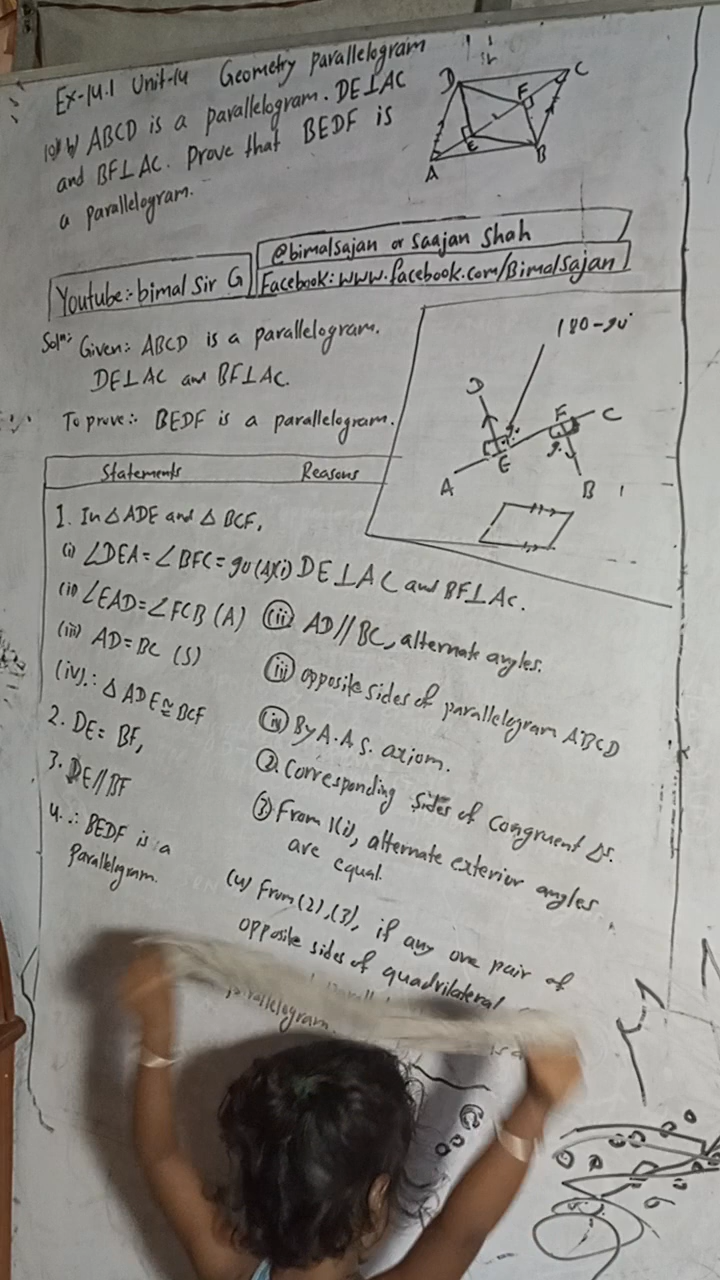 Ex-14.1 Unit-14 Geometry parallelogram
10) b) ABCD is a parallelogram. DE⊥AC
and BF⊥AC. Prove that BEDF is
a parallelogram.
D C
F
E
A B
@bimalsajan or Saajan Shah
Youtube:- bimal Sir G
Facebook: www.facebook.com/BimalSajan
Solⁿ: Given: ABCD is a parallelogram.
DE⊥AC and BF⊥AC.
To prove:- BEDF is a parallelogram.
180-90°
D
F C
E
A B
Statements Reasons
1. In △ADE and △BCF,
(i) ∠DEA=∠BFC=90(A)(i) DE⊥AC and BF⊥AC.
(ii) ∠EAD=∠FCB (A) (ii) AD//BC, alternate angles.
(iii) AD=BC (S) (iii) opposite sides of parallelogram ABCD
(iv).∴ △ADE≅BCF (iv) By A.A.S. axiom.
2. DE= BF, (2). Corresponding sides of congruent △s.
3. DE//BF (3) From 1(i), alternate exterior angles
are equal.
4. ∴ BEDF is a
parallelogram.
(4) From (2),(3), if any one pair of
opposite sides of quadrilateral
parallelogram.